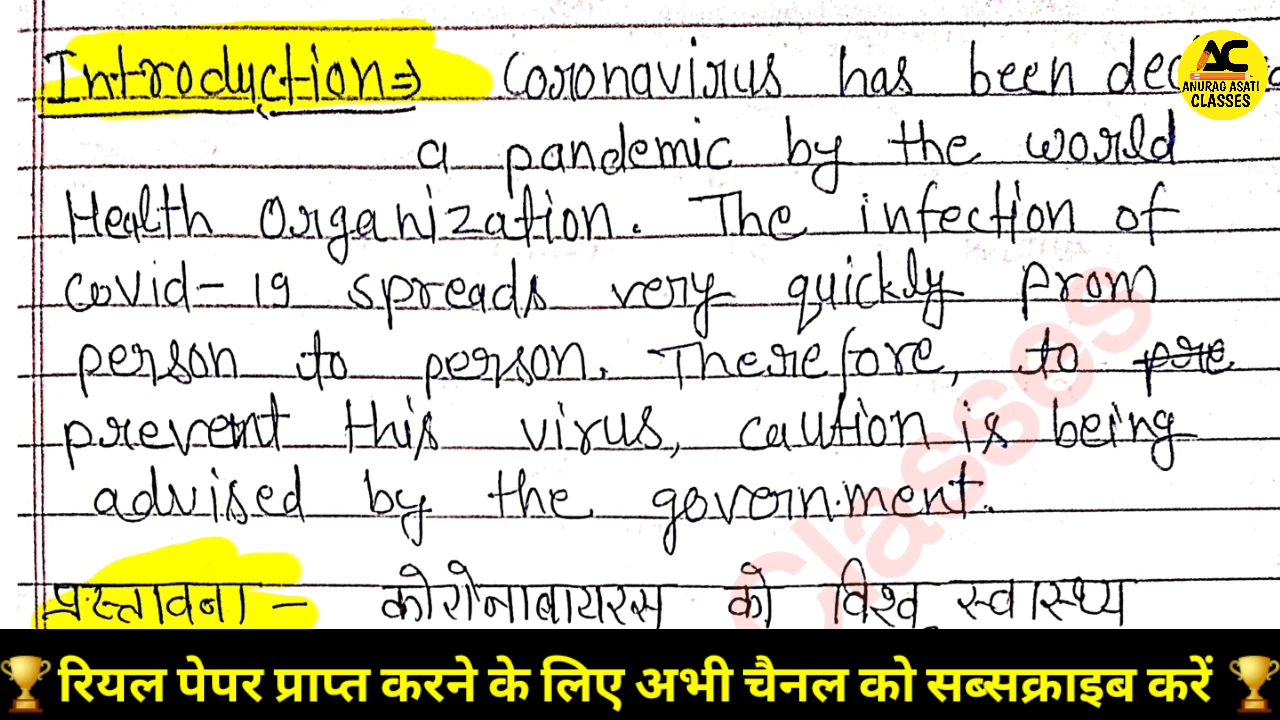 Introduction⇒ Coronavirus has been
ANURAG ASATI
CLASSES
a pandemic by the world
Health Organization. The infection of
covid-19 spreads very quickly prom
person to person. Therefore, to pre
prevent this virus, caution is being
advised by the government.
Classes
प्रस्तावना - कोरोनाबायरस को विश्व स्वास्थ्य
🏆 रियल पेपर प्राप्त करने के लिए अभी चैनल को सब्सक्राइब करें 🏆